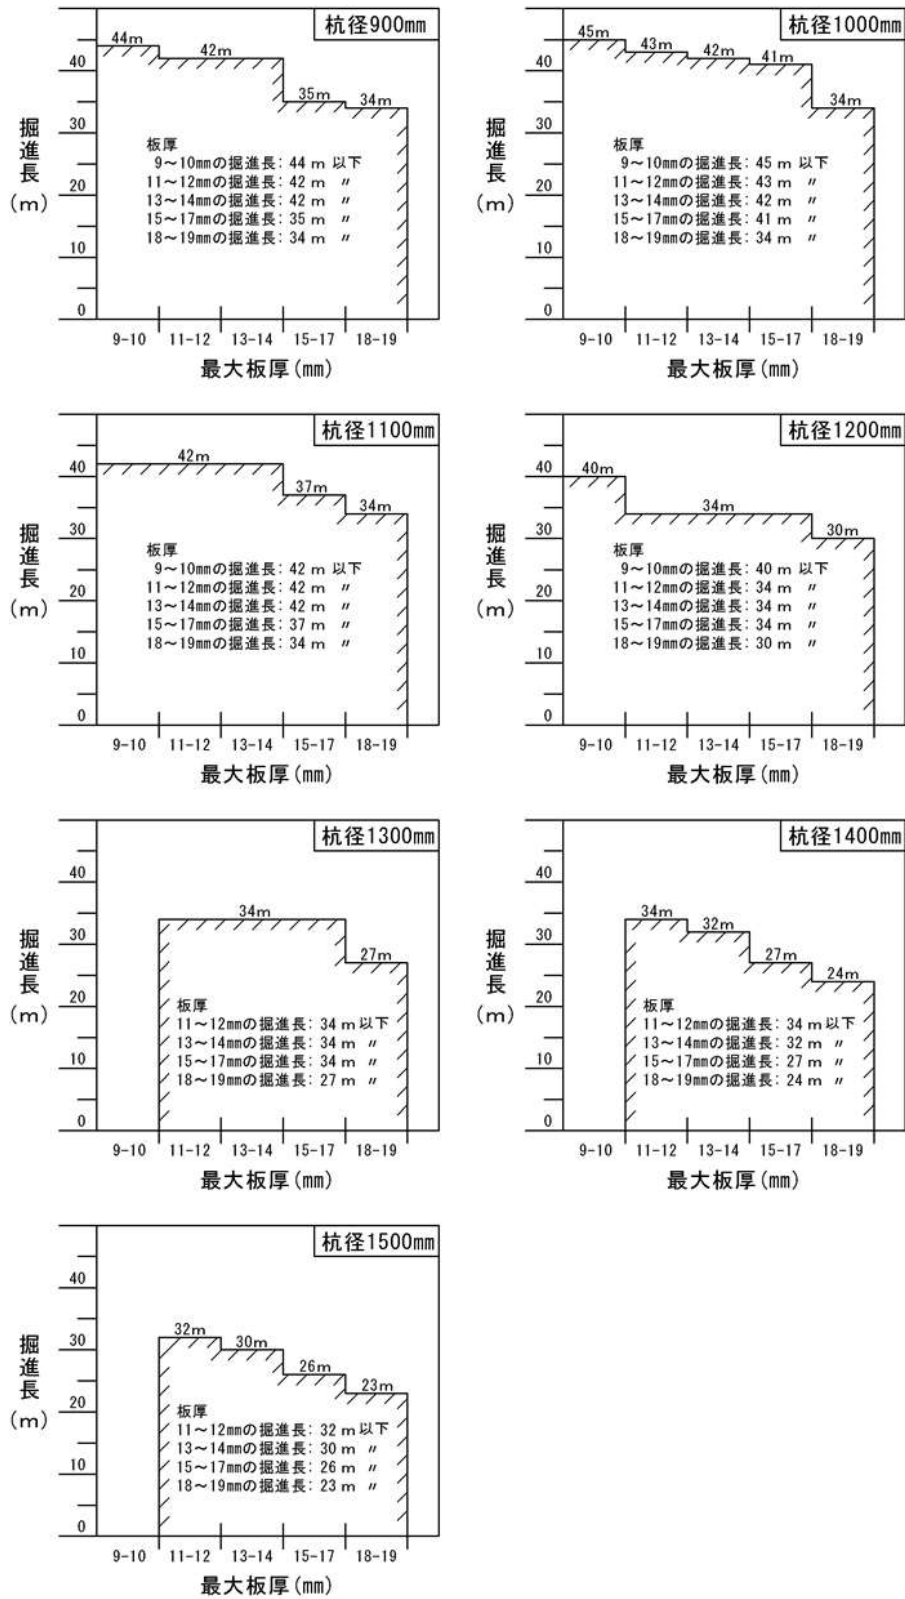 杭径900㎜
44m
42m
35m
34m
40
30
20
10
0
掘進長(m)
板厚
9~10㎜の掘進長: 44 m 以下
11~12㎜の掘進長: 42 m 〃
13~14㎜の掘進長: 42 m 〃
15~17㎜の掘進長: 35 m 〃
18~19㎜の掘進長: 34 m 〃
9-10 11-12 13-14 15-17 18-19
最大板厚(㎜)
杭径1000㎜
45m
43m
42m
41m
34m
40
30
20
10
0
掘進長(m)
板厚
9~10㎜の掘進長: 45 m 以下
11~12㎜の掘進長: 43 m 〃
13~14㎜の掘進長: 42 m 〃
15~17㎜の掘進長: 41 m 〃
18~19㎜の掘進長: 34 m 〃
9-10 11-12 13-14 15-17 18-19
最大板厚(㎜)
杭径1100㎜
42m
37m
34m
40
30
20
10
0
掘進長(m)
板厚
9~10㎜の掘進長: 42 m 以下
11~12㎜の掘進長: 42 m 〃
13~14㎜の掘進長: 42 m 〃
15~17㎜の掘進長: 37 m 〃
18~19㎜の掘進長: 34 m 〃
9-10 11-12 13-14 15-17 18-19
最大板厚(㎜)
杭径1200㎜
40m
34m
30m
40
30
20
10
0
掘進長(m)
板厚
9~10㎜の掘進長: 40 m 以下
11~12㎜の掘進長: 34 m 〃
13~14㎜の掘進長: 34 m 〃
15~17㎜の掘進長: 34 m 〃
18~19㎜の掘進長: 30 m 〃
9-10 11-12 13-14 15-17 18-19
最大板厚(㎜)
杭径1300㎜
34m
27m
40
30
20
10
0
掘進長(m)
板厚
11~12㎜の掘進長: 34 m 以下
13~14㎜の掘進長: 34 m 〃
15~17㎜の掘進長: 34 m 〃
18~19㎜の掘進長: 27 m 〃
9-10 11-12 13-14 15-17 18-19
最大板厚(㎜)
杭径1400㎜
34m
32m
27m
24m
40
30
20
10
0
掘進長(m)
板厚
11~12㎜の掘進長: 34 m 以下
13~14㎜の掘進長: 32 m 〃
15~17㎜の掘進長: 27 m 〃
18~19㎜の掘進長: 24 m 〃
9-10 11-12 13-14 15-17 18-19
最大板厚(㎜)
杭径1500㎜
32m
30m
26m
23m
40
30
20
10
0
掘進長(m)
板厚
11~12㎜の掘進長: 32 m 以下
13~14㎜の掘進長: 30 m 〃
15~17㎜の掘進長: 26 m 〃
18~19㎜の掘進長: 23 m 〃
9-10 11-12 13-14 15-17 18-19
最大板厚(㎜)